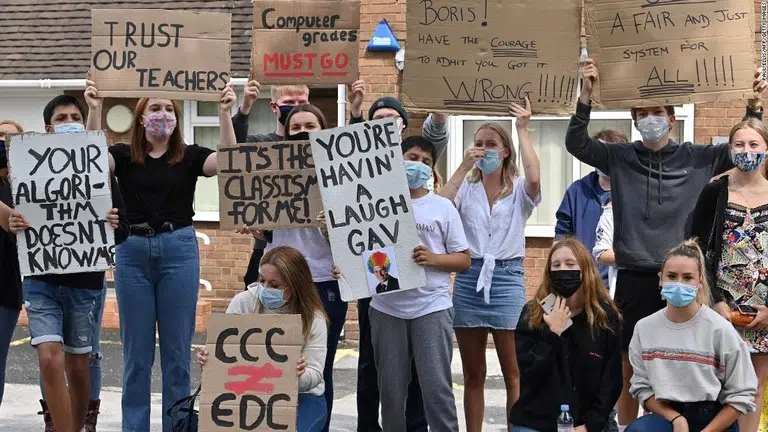 TRUST
OUR
TEACHERS
Computer
grades
MUST GO
BORIS!
HAVE THE COURAGE
TO ADMIT YOU GOT IT
WRONG!!!!
A FAIR AND JUST
SYSTEM FOR
ALL!!!!!
YOUR
ALGORI-
THM
DOESN'T
KNOW ME
IT'S THE
CLASSISM
FOR ME!
YOU'RE
HAVIN'
A
LAUGH
GAV
CCC
≠
EDC